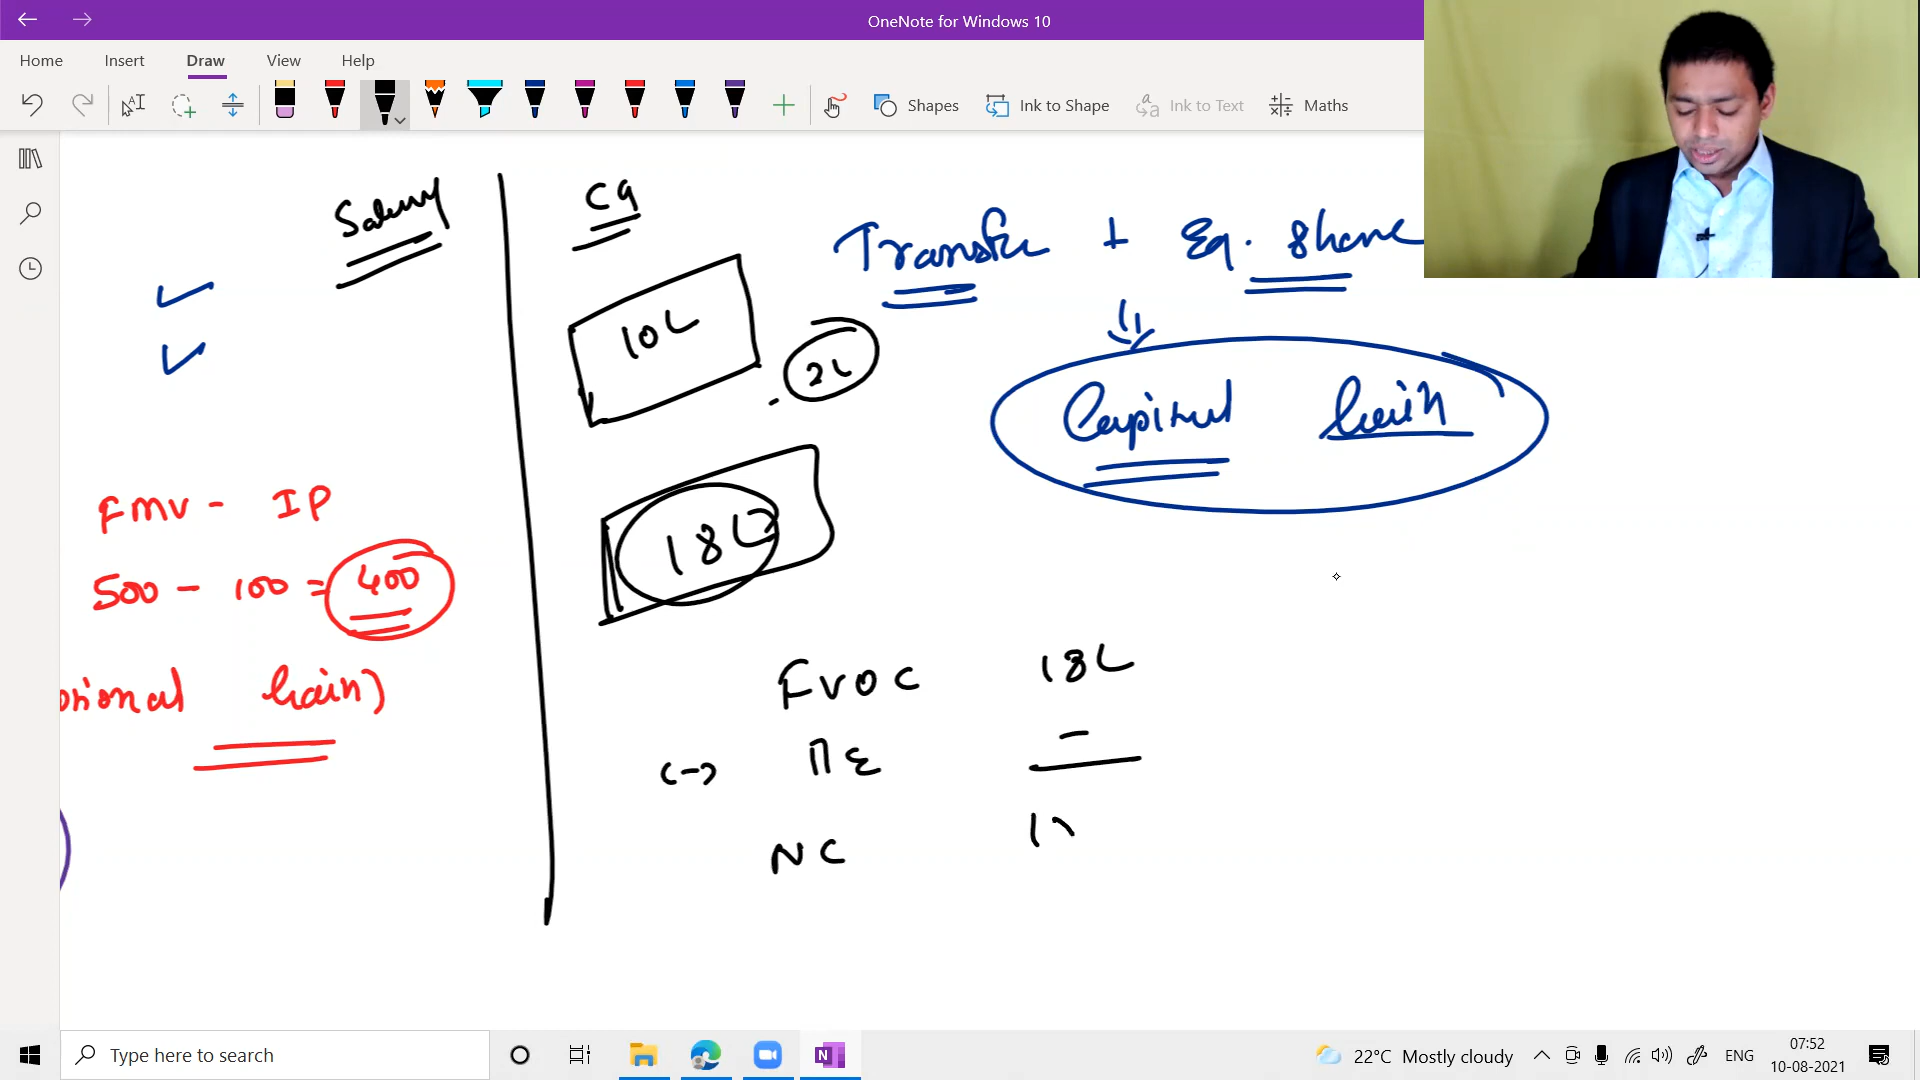 OneNote for Windows 10
Home Insert Draw View Help
Shapes Ink to Shape Ink to Text Maths
Salary
CG
Transfer + Eq. Share
10L
2L
Capital Gain
18L
FMV - IP
500 - 100 = 400
Gain)
FVOC 18L
(-) TE -
NC
Type here to search
22°C Mostly cloudy
ENG
07:52
10-08-2021